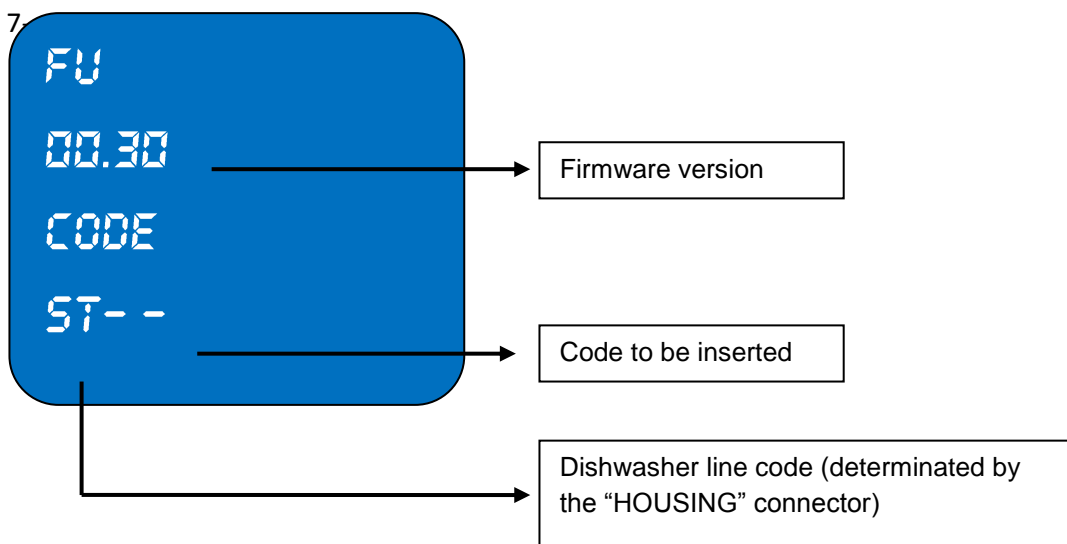 7-
FU
00.30
Firmware version
CODE
ST- -
Code to be inserted
Dishwasher line code (determinated by
the “HOUSING” connector)